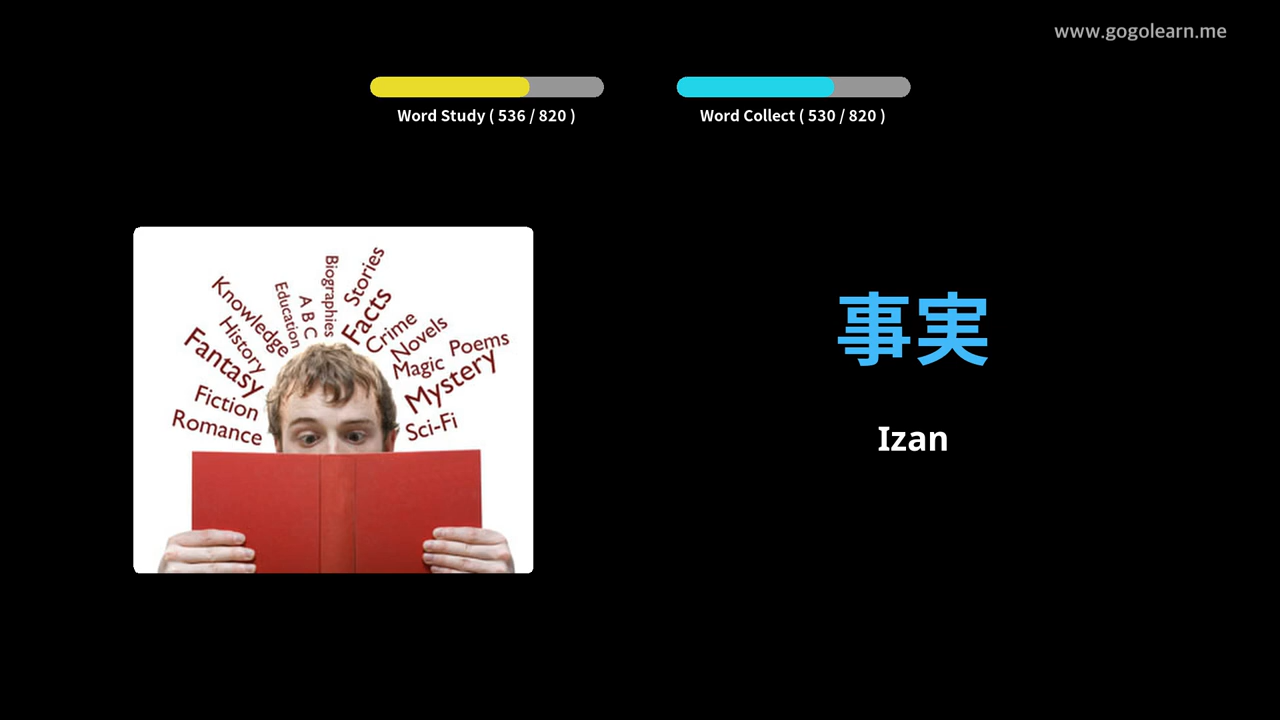 www.gogolearn.me
Word Study ( 536 / 820 )
Word Collect ( 530 / 820 )
Knowledge
History
Fantasy
Fiction
Romance
Education
A B C
Biographies
Stories
Facts
Crime
Novels
Magic
Poems
Mystery
Sci-Fi
事実
Izan